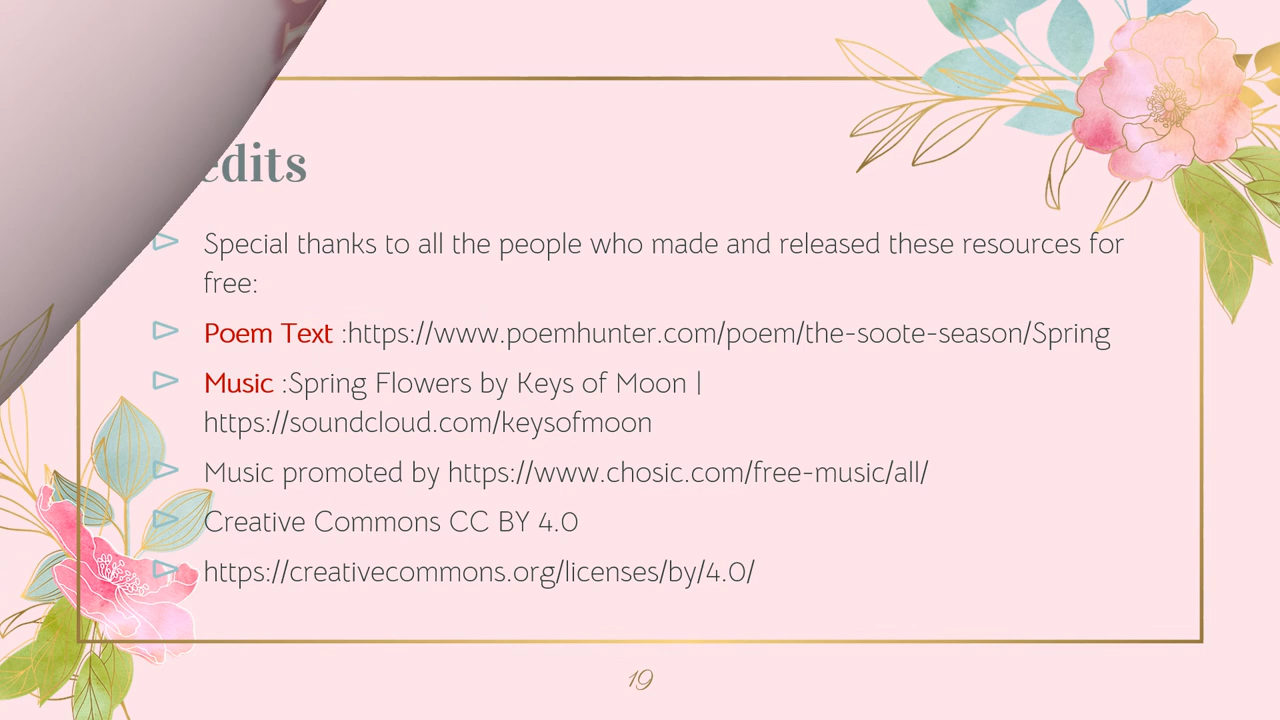 edits
Special thanks to all the people who made and released these resources for
free:
Poem Text :https://www.poemhunter.com/poem/the-soote-season/Spring
Music :Spring Flowers by Keys of Moon |
https://soundcloud.com/keysofmoon
Music promoted by https://www.chosic.com/free-music/all/
Creative Commons CC BY 4.0
https://creativecommons.org/licenses/by/4.0/
19